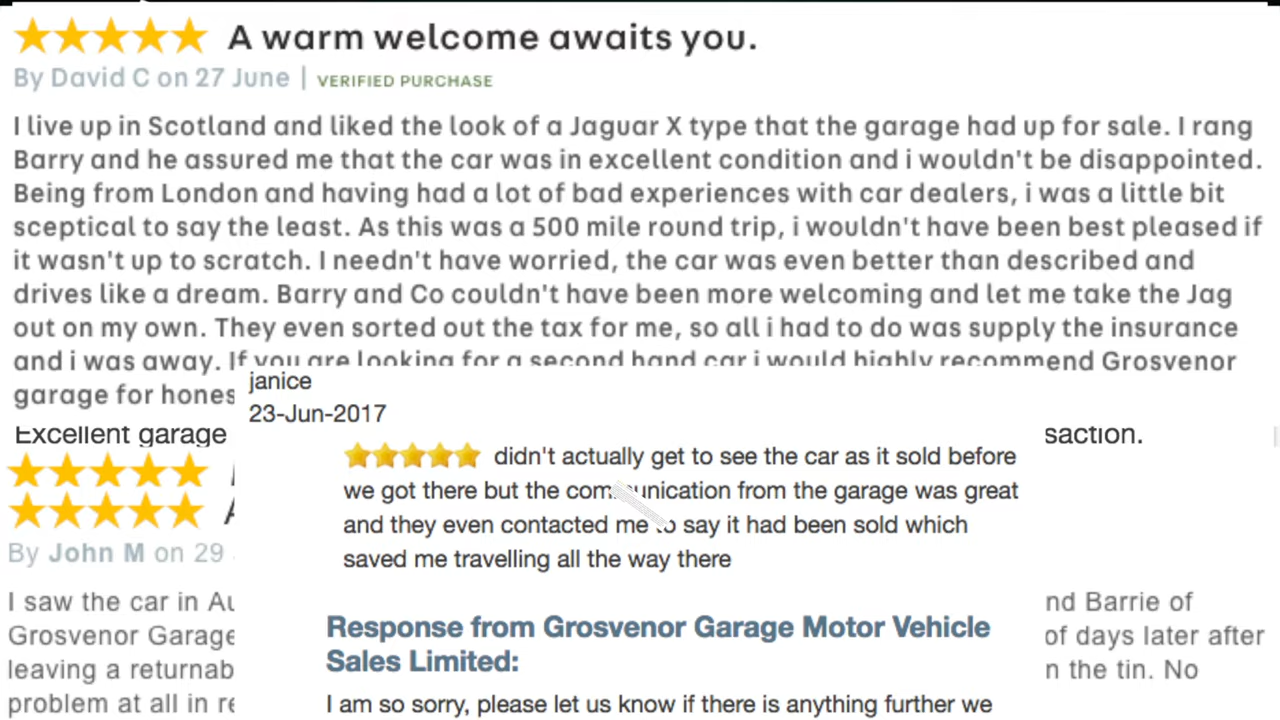 A warm welcome awaits you.
By David C on 27 June | VERIFIED PURCHASE
I live up in Scotland and liked the look of a Jaguar X type that the garage had up for sale. I rang
Barry and he assured me that the car was in excellent condition and i wouldn't be disappointed.
Being from London and having had a lot of bad experiences with car dealers, i was a little bit
sceptical to say the least. As this was a 500 mile round trip, i wouldn't have been best pleased if
it wasn't up to scratch. I needn't have worried, the car was even better than described and
drives like a dream. Barry and Co couldn't have been more welcoming and let me take the Jag
out on my own. They even sorted out the tax for me, so all i had to do was supply the insurance
and i was away. If you are looking for a second hand car i would highly recommend Grosvenor
garage for
janice
23-Jun-2017
Excellent garage
didn't actually get to see the car as it sold before
we got there but the communication from the garage was great
and they even contacted me to say it had been sold which
saved me travelling all the way there
By John M on 29
I saw the car in nd Barrie of
Response from Grosvenor Garage Motor Vehicle
Grosvenor Garage of days later after
Sales Limited:
leaving a n the tin. No
problem at all in
I am so sorry, please let us know if there is anything further we